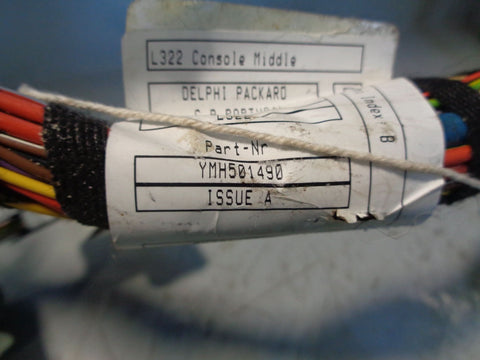 L322 Console Middle
DELPHI PACKARD
Index - B
Part-Nr
YMH501490
ISSUE A